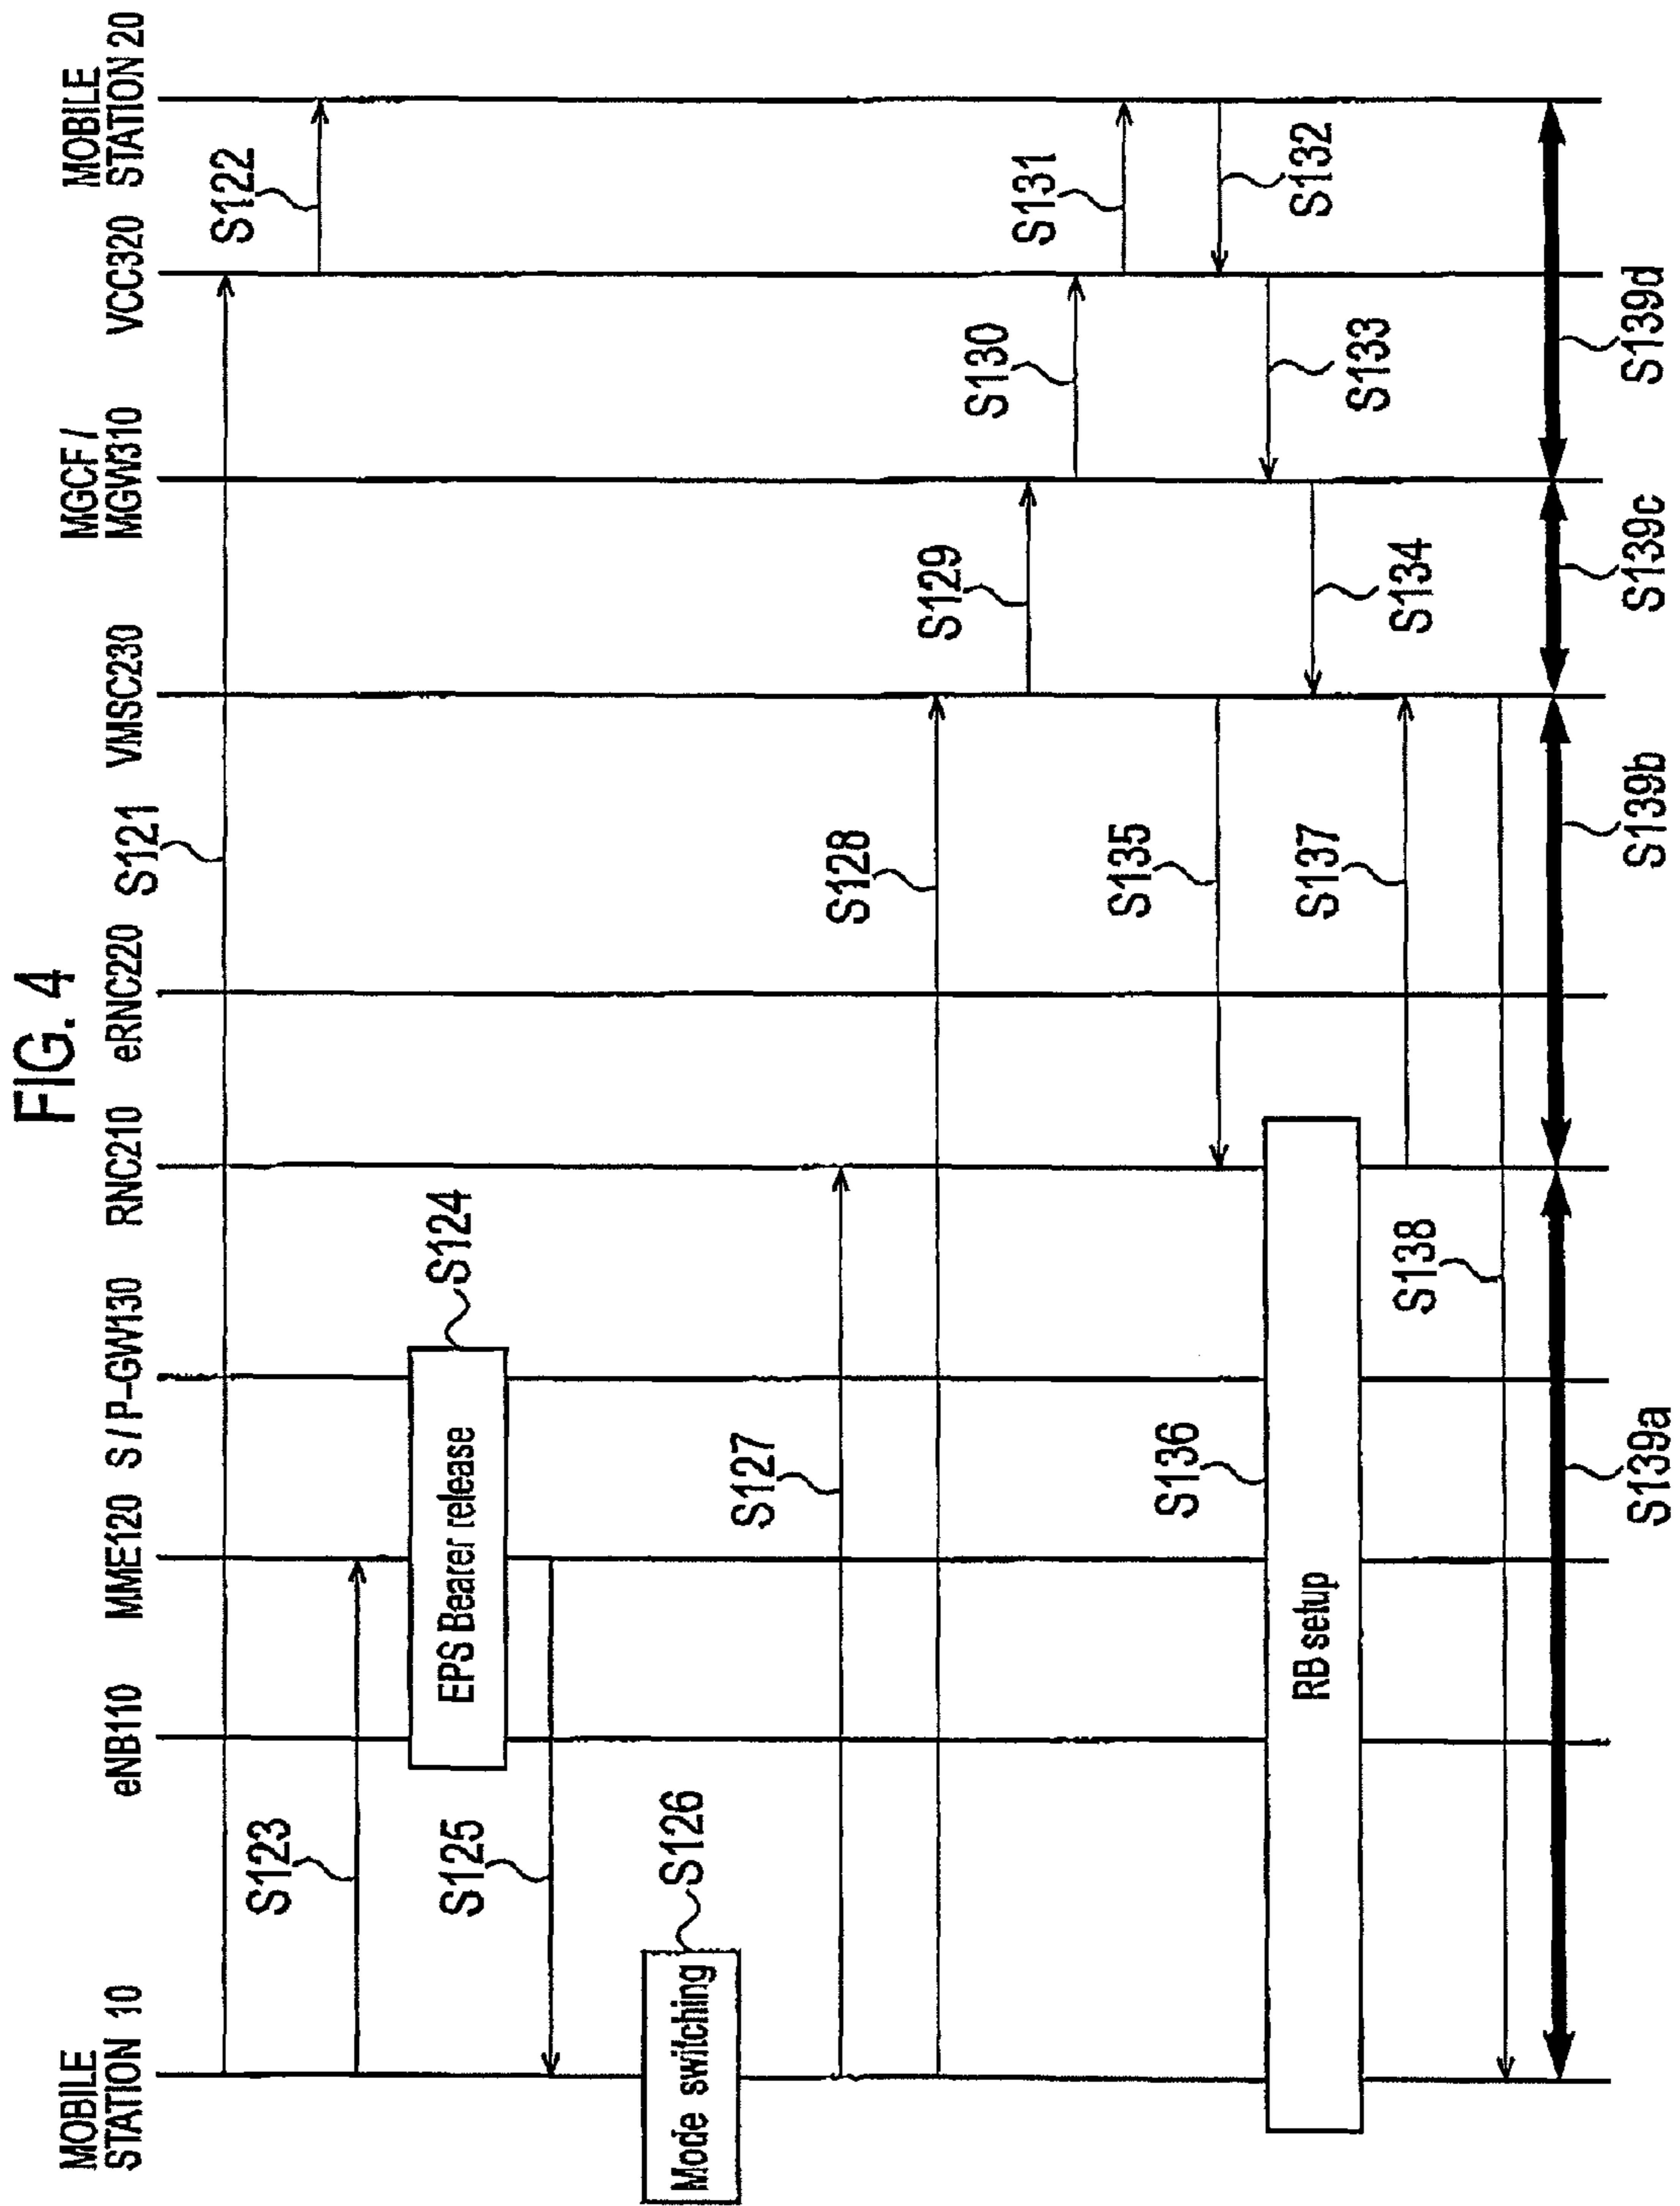 FIG. 4
MOBILE
STATION 10
eNB110
MME120
S / P-GW130
RNC210
eRNC220
VMSC230
MGCF /
MGW310
VCC320
MOBILE
STATION 20
S121
S122
S123
EPS Bearer release
S124
S125
Mode switching
S126
S127
S128
S129
S130
S131
S132
S133
S134
S135
RB setup
S136
S137
S138
S139a
S139b
S139c
S139d